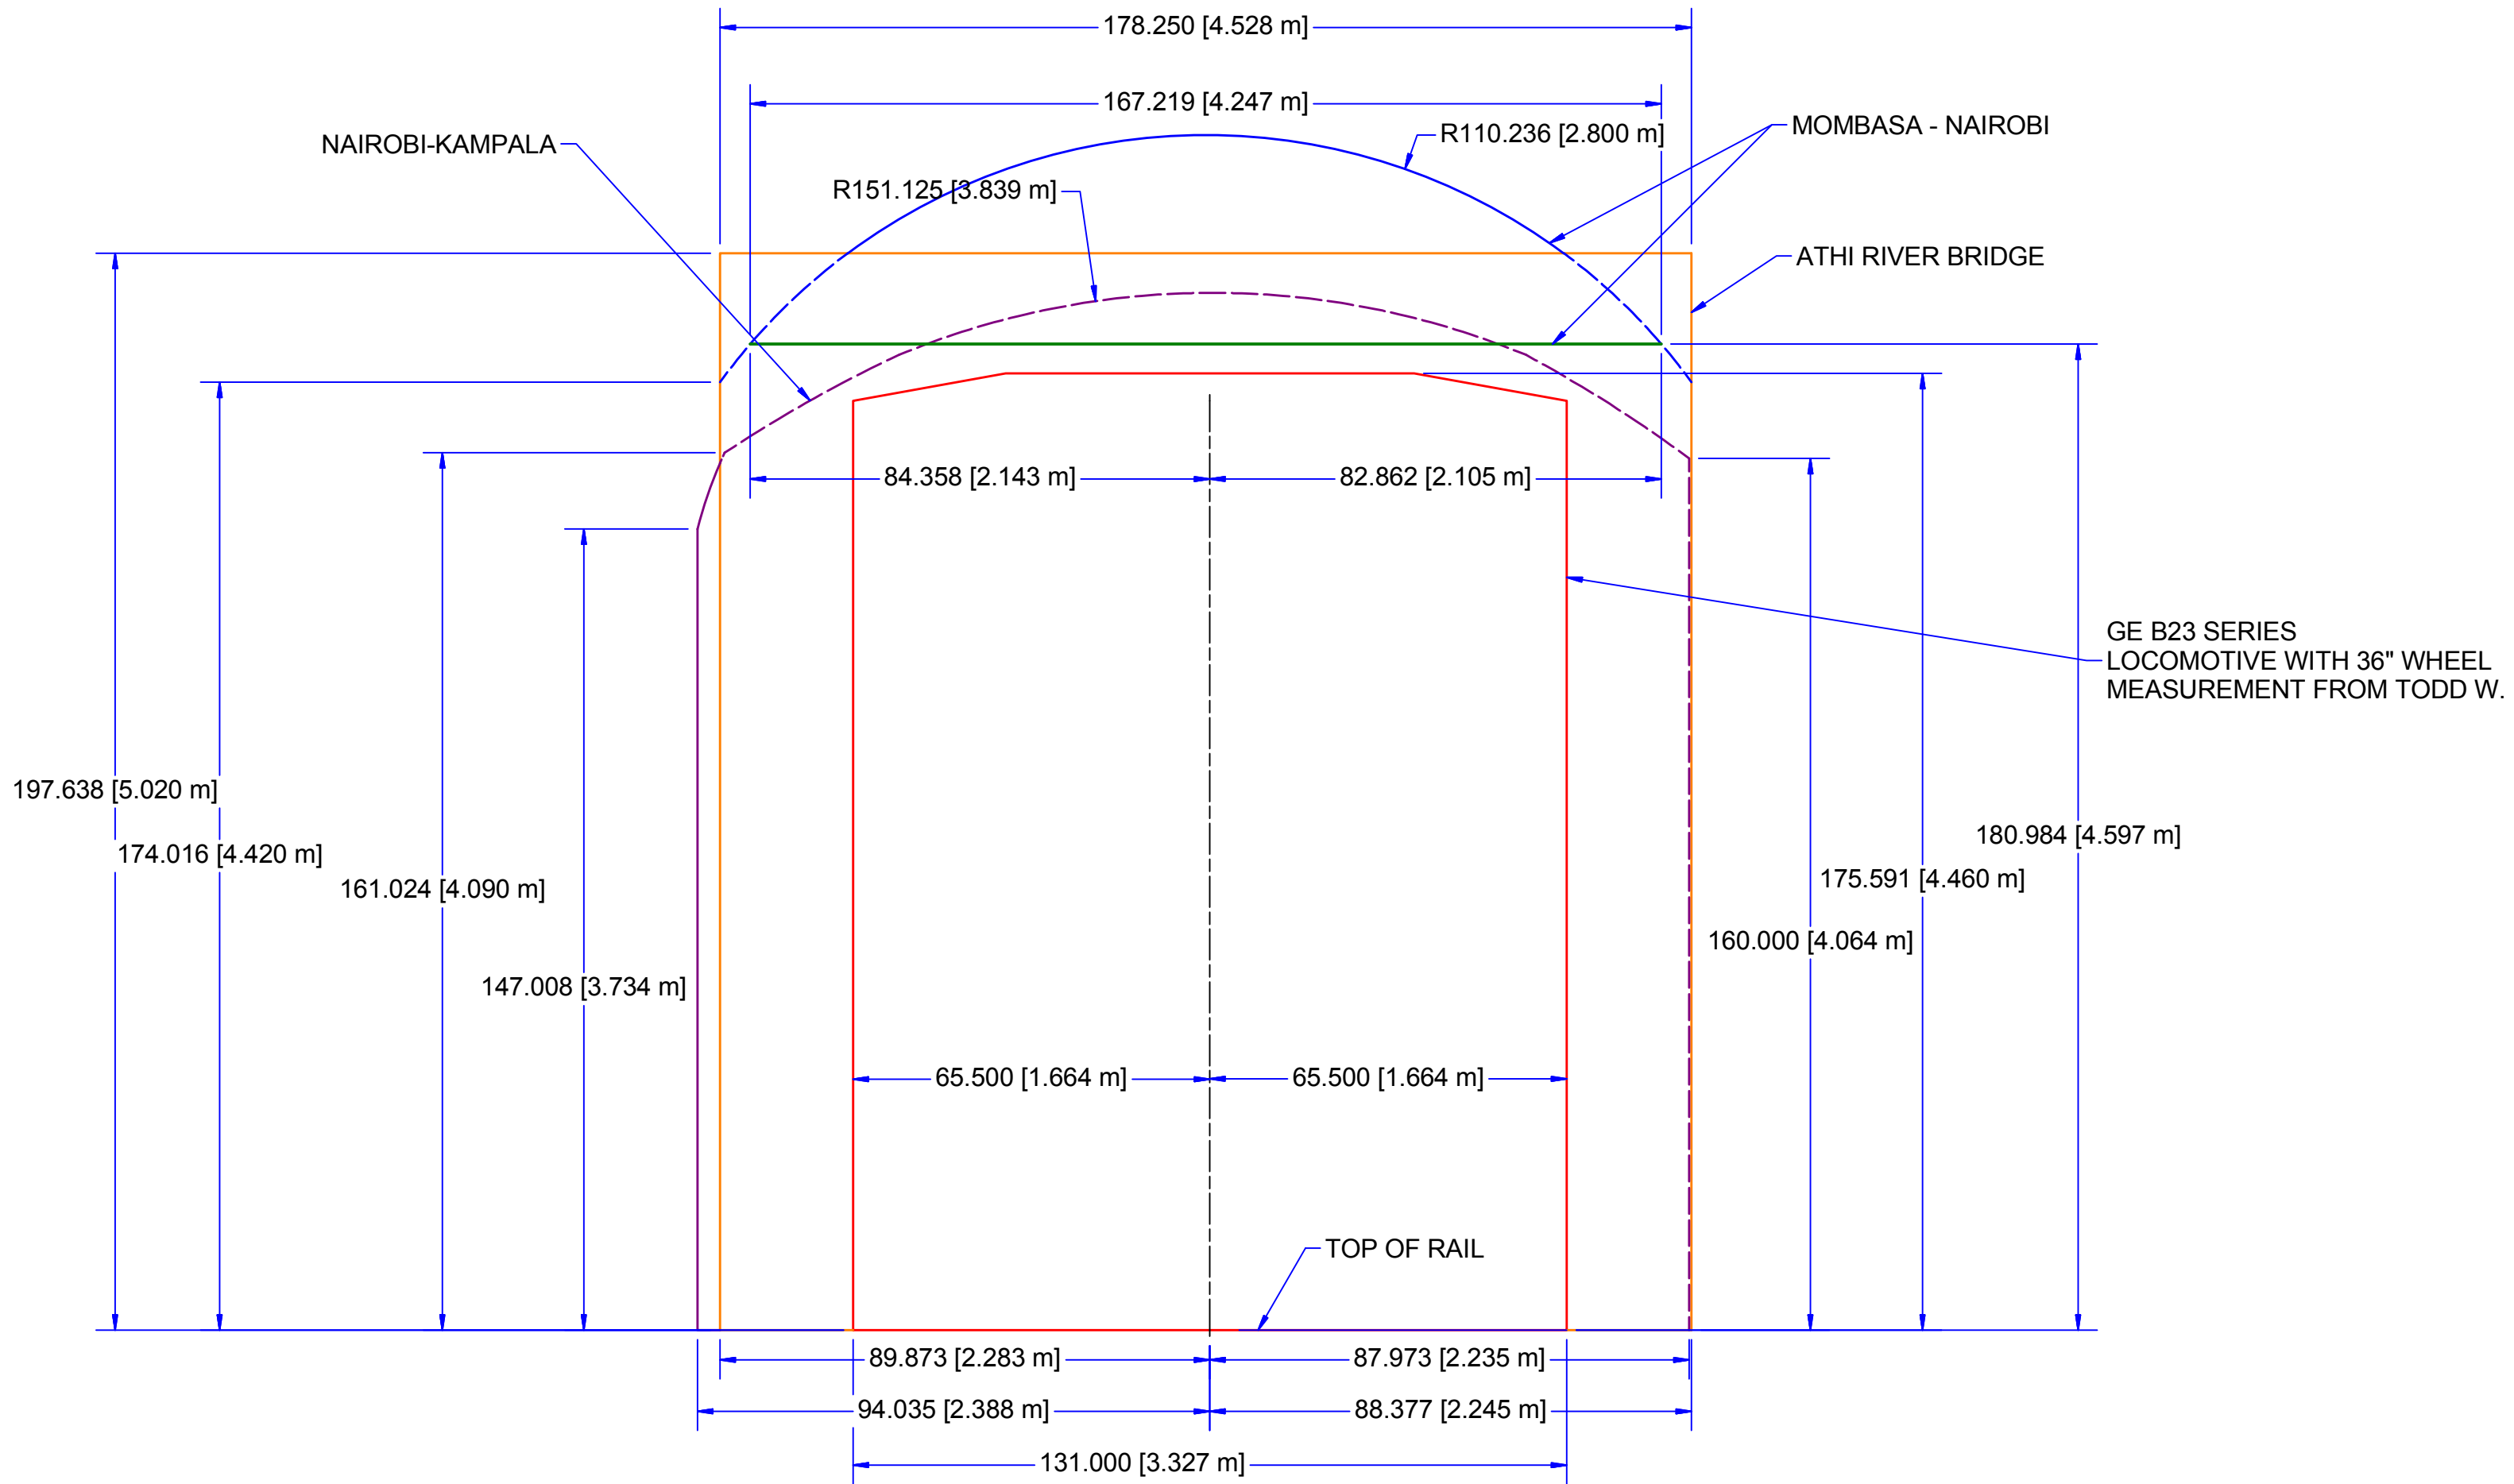 178.250 [4.528 m]
167.219 [4.247 m]
NAIROBI-KAMPALA
R110.236 [2.800 m]
MOMBASA - NAIROBI
R151.125 [3.839 m]
ATHI RIVER BRIDGE
84.358 [2.143 m]
82.862 [2.105 m]
GE B23 SERIES
LOCOMOTIVE WITH 36" WHEEL
MEASUREMENT FROM TODD W.
197.638 [5.020 m]
174.016 [4.420 m]
161.024 [4.090 m]
147.008 [3.734 m]
180.984 [4.597 m]
175.591 [4.460 m]
160.000 [4.064 m]
65.500 [1.664 m]
65.500 [1.664 m]
TOP OF RAIL
89.873 [2.283 m]
87.973 [2.235 m]
94.035 [2.388 m]
88.377 [2.245 m]
131.000 [3.327 m]